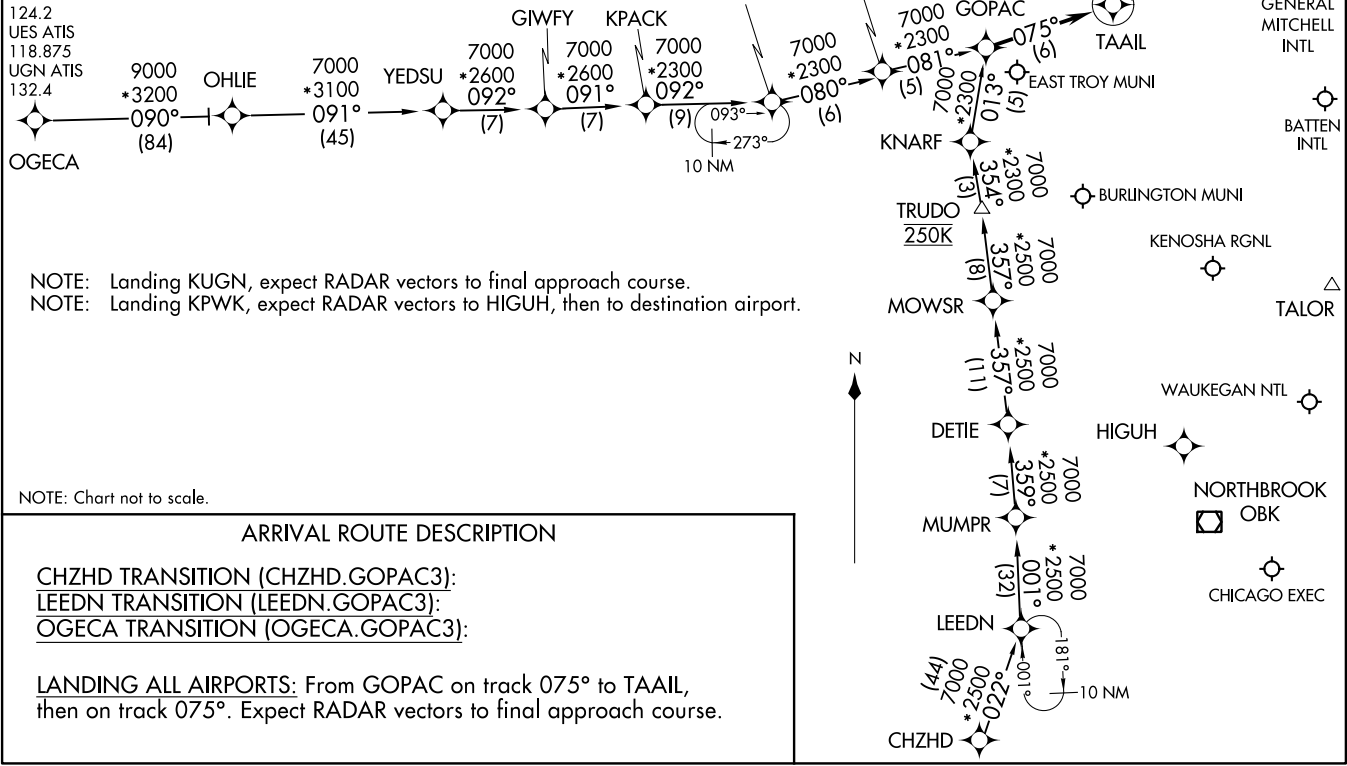 124.2
UES ATIS
118.875
UGN ATIS
132.4
OGECA
9000
*3200
090°
(84)
OHLIE
7000
*3100
091°
(45)
YEDSU
7000
*2600
092°
(7)
GIWFY
7000
*2600
091°
(7)
KPACK
7000
*2300
092°
(9)
093°
273°
10 NM
7000
*2300
080°
(6)
7000
*2300
081°
(5)
GOPAC
075°
(6)
TAAIL
GENERAL
MITCHELL
INTL
EAST TROY MUNI
BATTEN
INTL
7000
*2300
013°
(5)
KNARF
7000
*2300
354°
(3)
BURLINGTON MUNI
TRUDO
250K
KENOSHA RGNL
7000
*2500
357°
(8)
TALOR
MOWSR
7000
*2500
357°
(11)
WAUKEGAN NTL
DETIE
HIGUH
7000
*2500
359°
(7)
NORTHBROOK
OBK
MUMPR
7000
*2500
001°
(32)
CHICAGO EXEC
LEEDN
181°
001°
10 NM
(44)
7000
*2500
022°
CHZHD
N
NOTE: Landing KUGN, expect RADAR vectors to final approach course.
NOTE: Landing KPWK, expect RADAR vectors to HIGUH, then to destination airport.
NOTE: Chart not to scale.
ARRIVAL ROUTE DESCRIPTION
CHZHD TRANSITION (CHZHD.GOPAC3):
LEEDN TRANSITION (LEEDN.GOPAC3):
OGECA TRANSITION (OGECA.GOPAC3):
LANDING ALL AIRPORTS: From GOPAC on track 075° to TAAIL,
then on track 075°. Expect RADAR vectors to final approach course.